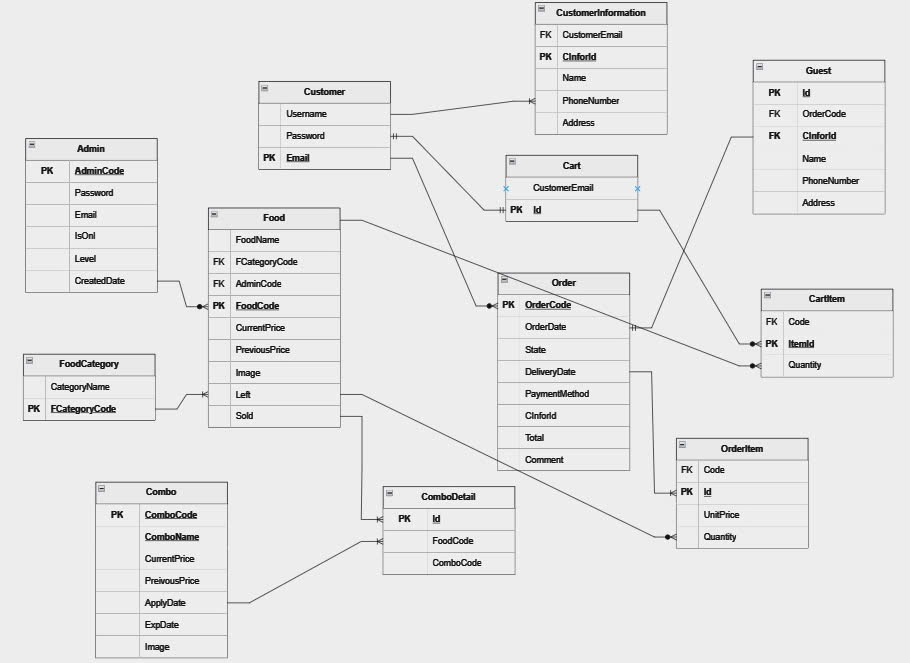 CustomerInformation
FK CustomerEmail
PK CInforId
Name
PhoneNumber
Address
Guest
PK Id
FK OrderCode
FK CInforId
Name
PhoneNumber
Address
Customer
Username
Password
PK Email
Admin
PK AdminCode
Password
Email
IsOnl
Level
CreatedDate
Cart
CustomerEmail
PK Id
Food
FoodName
FK FCategoryCode
FK AdminCode
PK FoodCode
CurrentPrice
PreviousPrice
Image
Left
Sold
Order
PK OrderCode
OrderDate
State
DeliveryDate
PaymentMethod
CInforId
Total
Comment
CartItem
FK Code
PK ItemId
Quantity
FoodCategory
CategoryName
PK FCategoryCode
OrderItem
FK Code
PK Id
UnitPrice
Quantity
Combo
PK ComboCode
ComboName
CurrentPrice
PreivousPrice
ApplyDate
ExpDate
Image
ComboDetail
PK Id
FoodCode
ComboCode